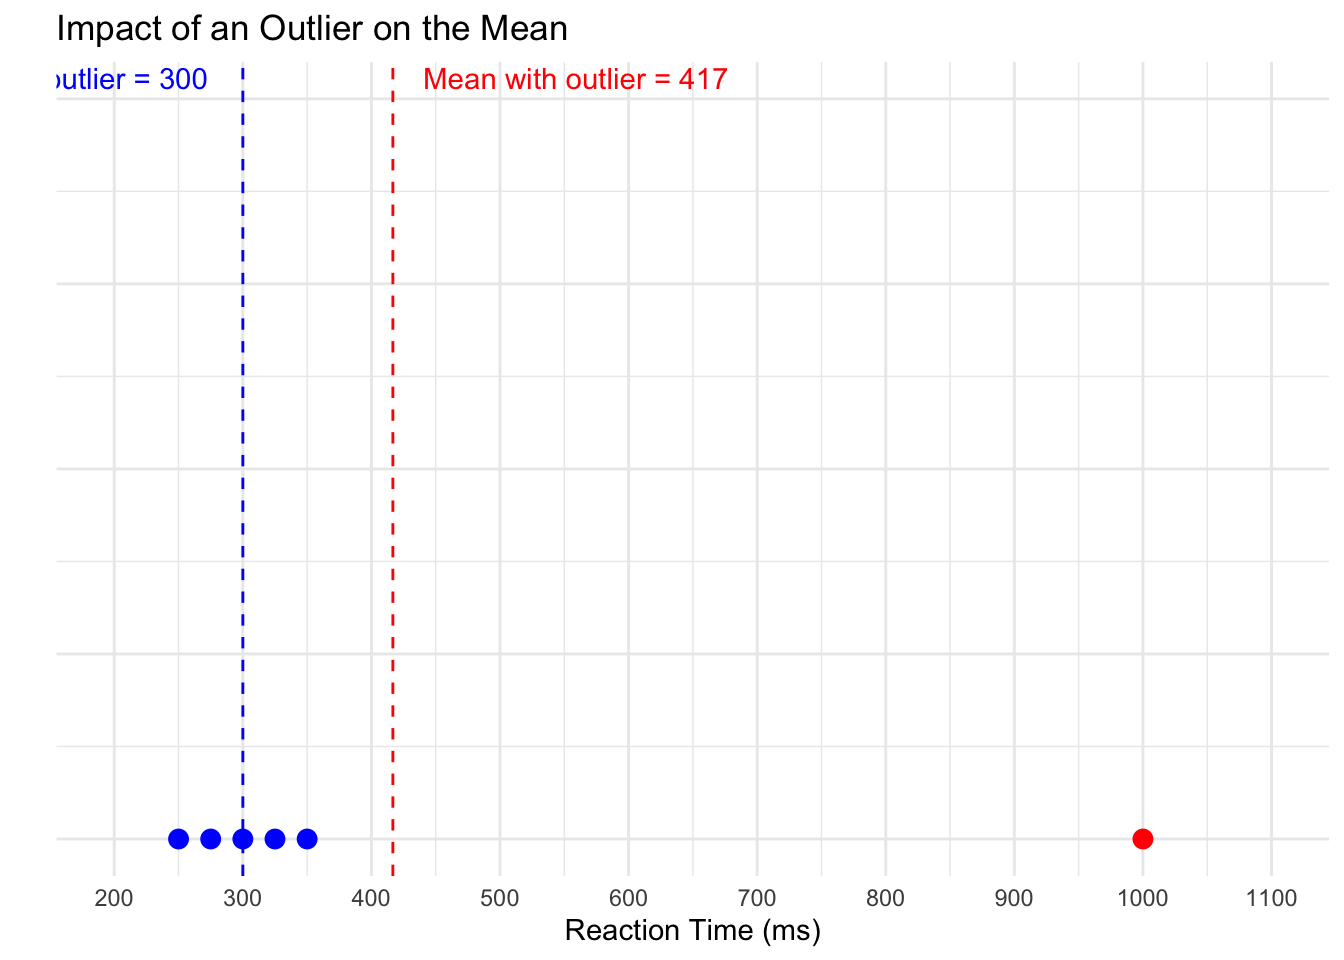 Impact of an Outlier on the Mean
outlier = 300
Mean with outlier = 417
200 300 400 500 600 700 800 900 1000 1100
Reaction Time (ms)